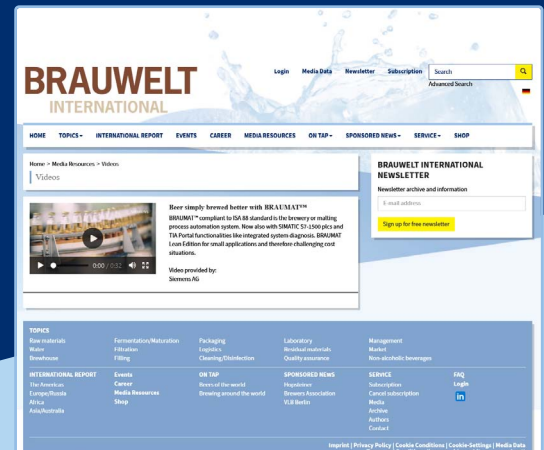 BRAUWELT
INTERNATIONAL
Login Media Data Newsletter Subscription Search
Advanced Search
HOME TOPICS INTERNATIONAL REPORT EVENTS CAREER MEDIA RESOURCES ON TAP SPONSORED NEWS SERVICE SHOP
Home > Media Resources > Videos
Videos
BRAUWELT INTERNATIONAL
NEWSLETTER
Newsletter archive and information
E-mail address
Sign up for free newsletter
0:00 / 0:32
Beer simply brewed better with BRAUMAT™
BRAUMAT™ compliant to ISA 88 standard is the brewery or malting
process automation system. Now also with SIMATIC S7-1500 plcs and
TIA Portal functionalities like integrated system-diagnosis. BRAUMAT
Lean Edition for small applications and therefore challenging cost
situations.
Video provided by:
Siemens AG
TOPICS
Raw materials Fermentation/Maturation Packaging Laboratory Management
Water Filtration Logistics Residual materials Market
Brewhouse Filling Cleaning/Disinfection Quality assurance Non-alcoholic beverages
INTERNATIONAL REPORT Events ON TAP SPONSORED NEWS SERVICE FAQ
The Americas Career Beers of the world Hopsteiner Subscription Login
Europe/Russia Media Resources Brewing around the world Brewers Association Cancel subscription in
Africa Shop VLB Berlin Media
Asia/Australia Archive
Authors
Contact
Imprint | Privacy Policy | Cookie Conditions | Cookie-Settings | Media Data